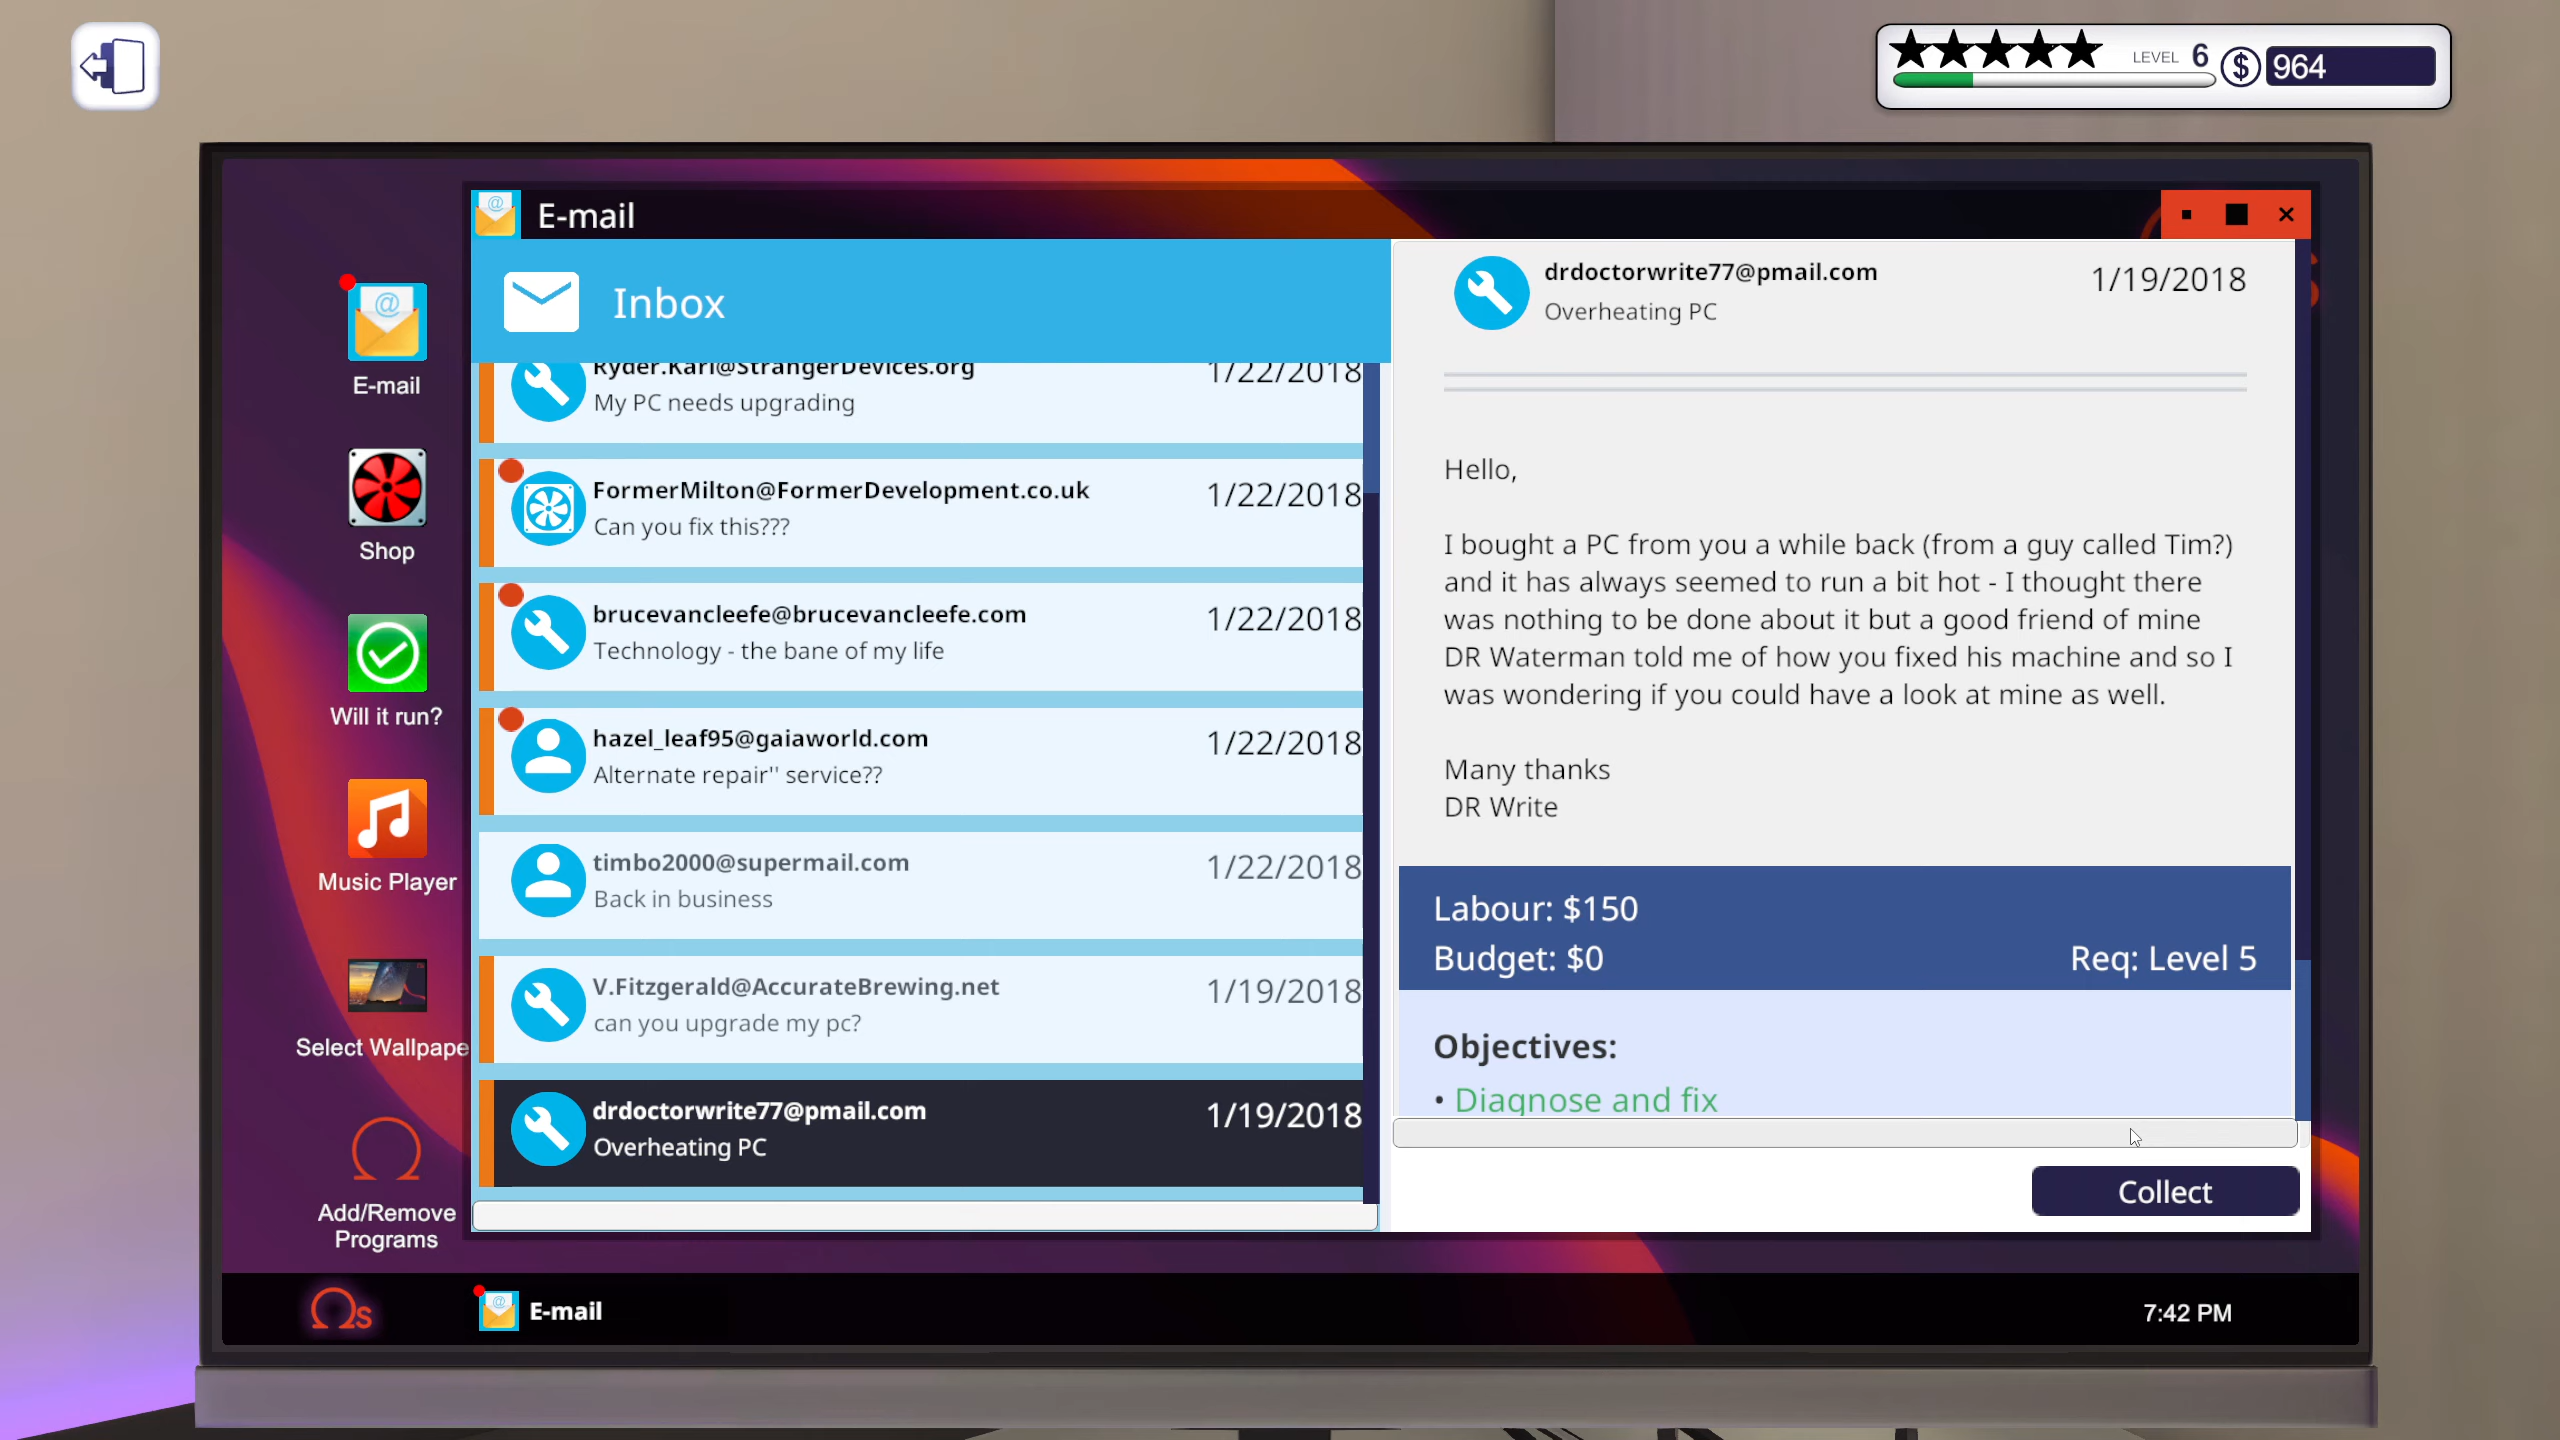 LEVEL 6
$ 964
E-mail
Inbox
Ryder.Karl@StrangerDevices.org
1/22/2018
My PC needs upgrading
FormerMilton@FormerDevelopment.co.uk
1/22/2018
Can you fix this???
brucevancleefe@brucevancleefe.com
1/22/2018
Technology - the bane of my life
hazel_leaf95@gaiaworld.com
1/22/2018
Alternate repair'' service??
timbo2000@supermail.com
1/22/2018
Back in business
V.Fitzgerald@AccurateBrewing.net
1/19/2018
can you upgrade my pc?
drdoctorwrite77@pmail.com
1/19/2018
Overheating PC
drdoctorwrite77@pmail.com
1/19/2018
Overheating PC
Hello,
I bought a PC from you a while back (from a guy called Tim?)
and it has always seemed to run a bit hot - I thought there
was nothing to be done about it but a good friend of mine
DR Waterman told me of how you fixed his machine and so I
was wondering if you could have a look at mine as well.
Many thanks
DR Write
Labour: $150
Budget: $0
Req: Level 5
Objectives:
• Diagnose and fix
Collect
E-mail
Shop
Will it run?
Music Player
Select Wallpape
Add/Remove
Programs
Ωs
E-mail
7:42 PM